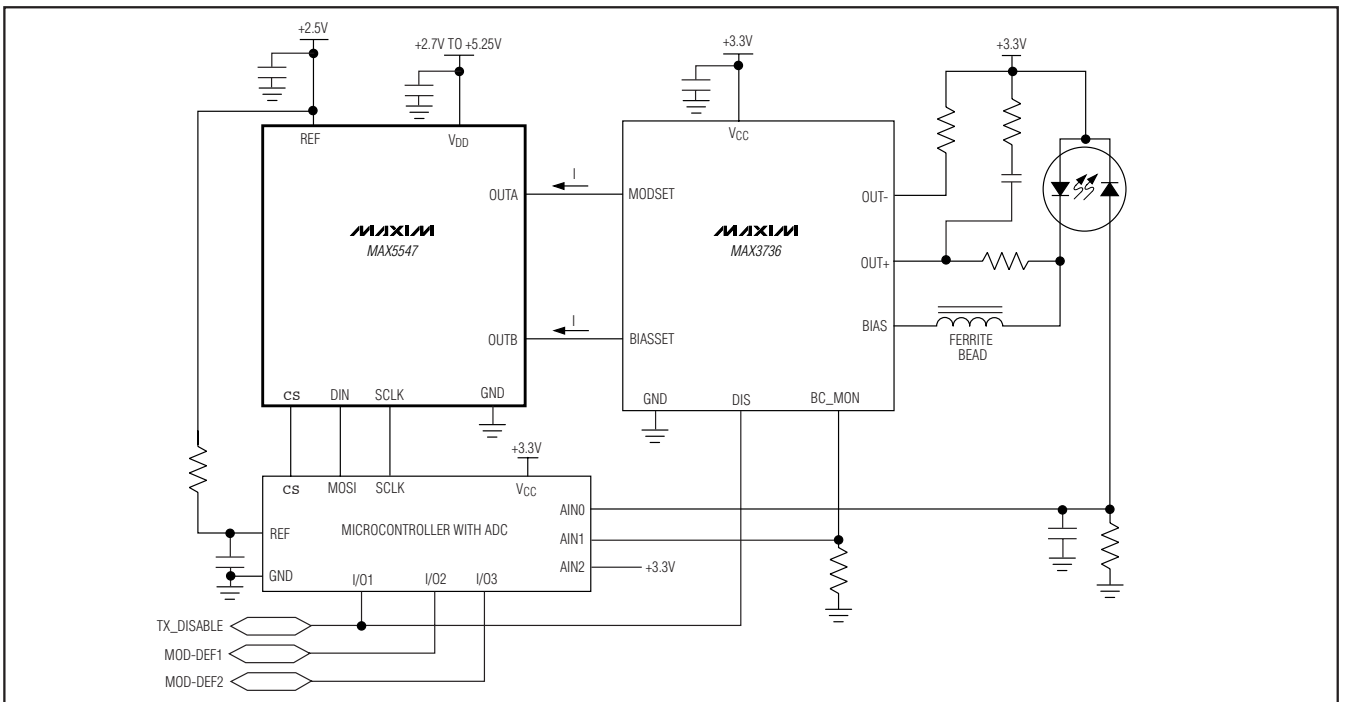 +2.5V
+2.7V TO +5.25V
+3.3V
+3.3V
REF
VDD
VCC
OUTA
I
MODSET
OUT-
MAXIM
MAX5547
MAXIM
MAX3736
OUT+
OUTB
I
BIASSET
BIAS
FERRITE
BEAD
CS
DIN
SCLK
GND
GND
DIS
BC_MON
+3.3V
CS
MOSI
SCLK
VCC
AIN0
REF
MICROCONTROLLER WITH ADC
AIN1
AIN2
+3.3V
GND
I/O1
I/O2
I/O3
TX_DISABLE
MOD-DEF1
MOD-DEF2